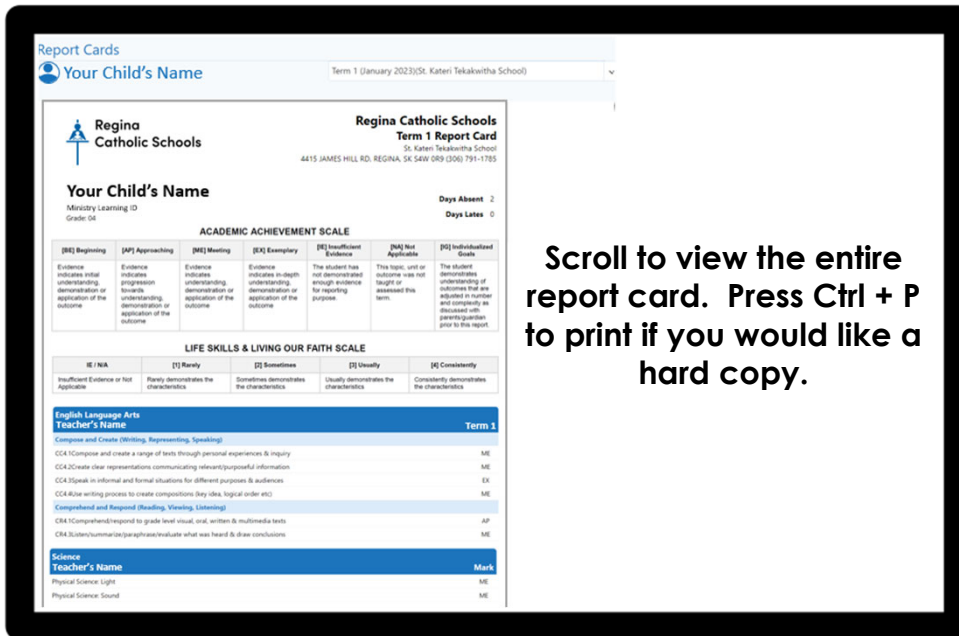 Report Cards
Your Child's Name
Term 1 (January 2023)(St. Kateri Tekakwitha School)
Regina
Catholic Schools
Regina Catholic Schools
Term 1 Report Card
St. Kateri Tekakwitha School
4415 JAMES HILL RD, REGINA, SK S4W 0R9 (306) 791-1785
Your Child's Name
Ministry Learning ID
Grade: 04
Days Absent 2
Days Lates 0
ACADEMIC ACHIEVEMENT SCALE
[BE] Beginning
[AP] Approaching
[ME] Meeting
[EX] Exemplary
[IE] Insufficient
Evidence
[NA] Not
Applicable
[IG] Individualized
Goals
Evidence
indicates initial
understanding,
demonstration or
application of the
outcome
Evidence
indicates
progression
towards
understanding,
demonstration or
application of the
outcome
Evidence
indicates
understanding,
demonstration or
application of the
outcome
Evidence
indicates in-depth
understanding,
demonstration or
application of the
outcome
The student has
not demonstrated
enough evidence
for reporting
purpose.
This topic, unit or
outcome was not
taught or
assessed this
term.
The student
demonstrates
understanding of
outcomes that are
adjusted in number
and complexity as
discussed with
parents/guardian
prior to this report.
LIFE SKILLS & LIVING OUR FAITH SCALE
IE / N/A
[1] Rarely
[2] Sometimes
[3] Usually
[4] Consistently
Insufficient Evidence or Not
Applicable
Rarely demonstrates the
characteristics
Sometimes demonstrates
the characteristics
Usually demonstrates the
characteristics
Consistently demonstrates
the characteristics
English Language Arts
Teacher's Name Term 1
Compose and Create (Writing, Representing, Speaking)
CC4.1Compose and create a range of texts through personal experiences & inquiry ME
CC4.2Create clear representations communicating relevant/purposeful information ME
CC4.3Speak in informal and formal situations for different purposes & audiences EX
CC4.4Use writing process to create compositions (key idea, logical order etc) ME
Comprehend and Respond (Reading, Viewing, Listening)
CR4.1Comprehend/respond to grade level visual, oral, written & multimedia texts AP
CR4.3Listen/summarize/paraphrase/evaluate what was heard & draw conclusions ME
Science
Teacher's Name Mark
Physical Science: Light ME
Physical Science: Sound ME
Scroll to view the entire
report card. Press Ctrl + P
to print if you would like a
hard copy.